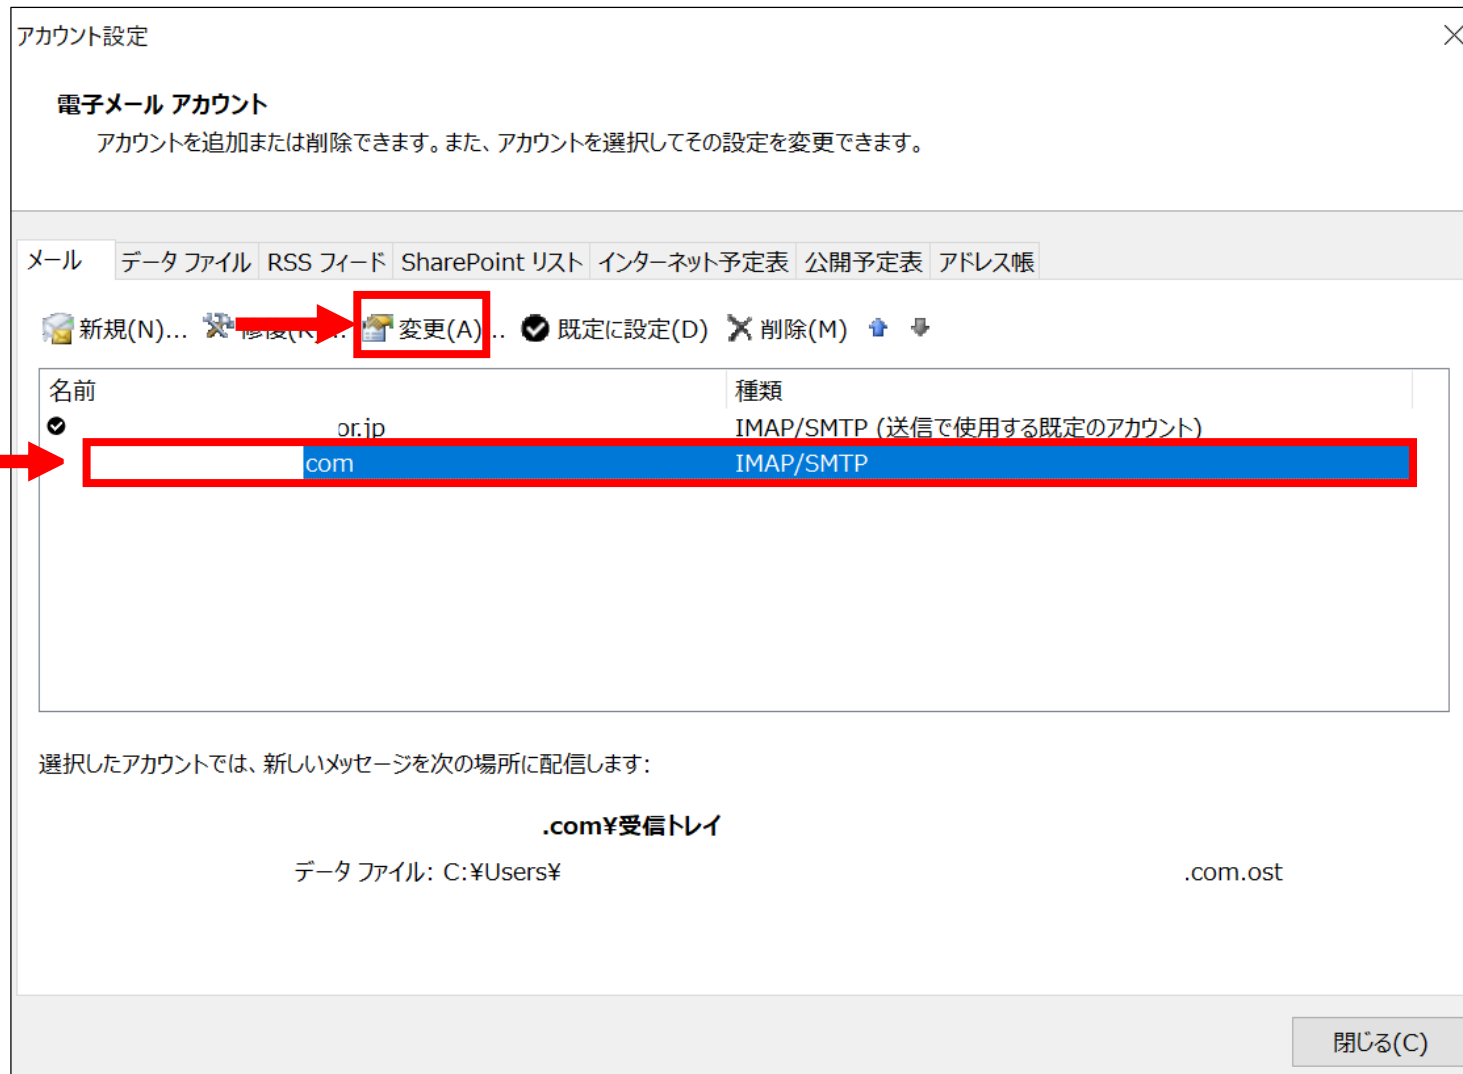 アカウント設定
電子メール アカウント
アカウントを追加または削除できます。また、アカウントを選択してその設定を変更できます。
メール データ ファイル RSS フィード SharePoint リスト インターネット予定表 公開予定表 アドレス帳
新規(N)... 変更(A)... 既定に設定(D) 削除(M)
名前 種類
or.jp IMAP/SMTP (送信で使用する既定のアカウント)
com IMAP/SMTP
選択したアカウントでは、新しいメッセージを次の場所に配信します:
.com¥受信トレイ
データ ファイル: C:¥Users¥ .com.ost
閉じる(C)